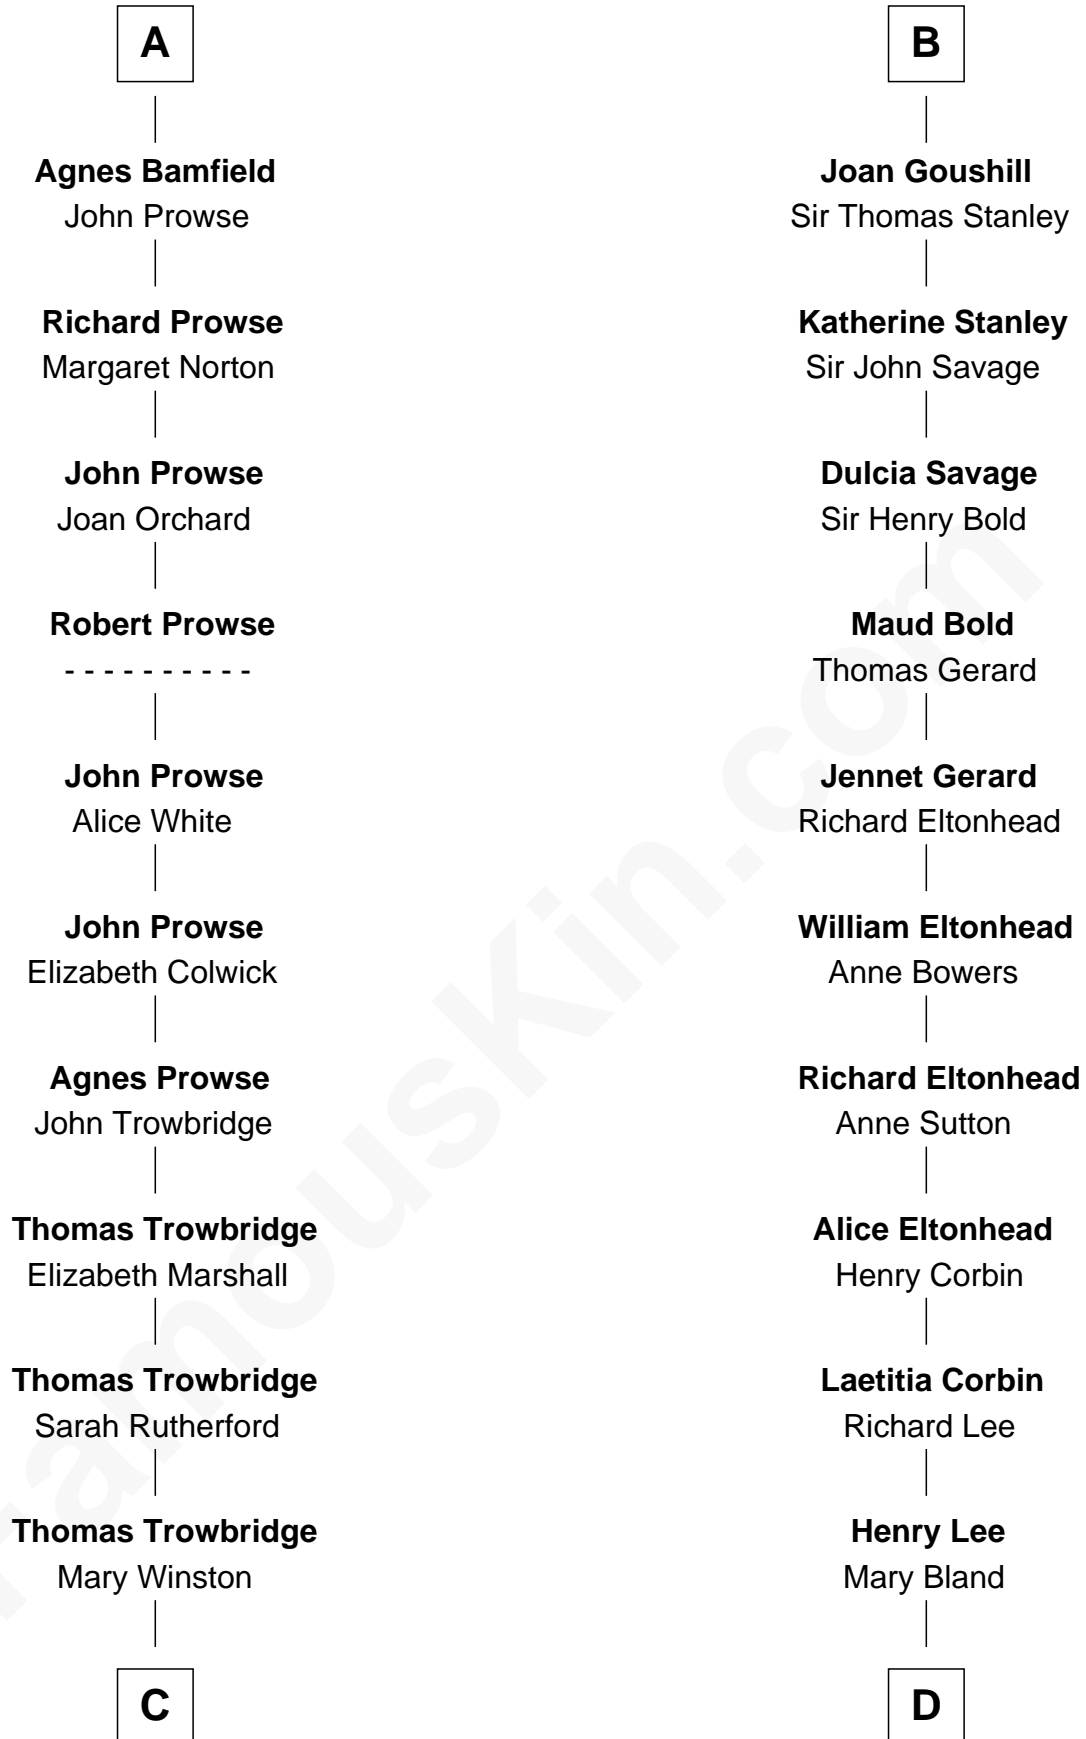 A
Agnes Bamfield
John Prowse
Richard Prowse
Margaret Norton
John Prowse
Joan Orchard
Robert Prowse
- - - - - - - - - -
John Prowse
Alice White
John Prowse
Elizabeth Colwick
Agnes Prowse
John Trowbridge
Thomas Trowbridge
Elizabeth Marshall
Thomas Trowbridge
Sarah Rutherford
Thomas Trowbridge
Mary Winston
C
B
Joan Goushill
Sir Thomas Stanley
Katherine Stanley
Sir John Savage
Dulcia Savage
Sir Henry Bold
Maud Bold
Thomas Gerard
Jennet Gerard
Richard Eltonhead
William Eltonhead
Anne Bowers
Richard Eltonhead
Anne Sutton
Alice Eltonhead
Henry Corbin
Laetitia Corbin
Richard Lee
Henry Lee
Mary Bland
D
FamousKin.com